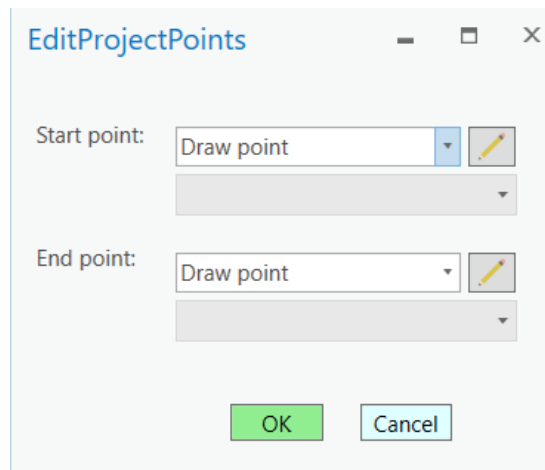 EditProjectPoints
Start point:
Draw point
End point:
Draw point
OK
Cancel